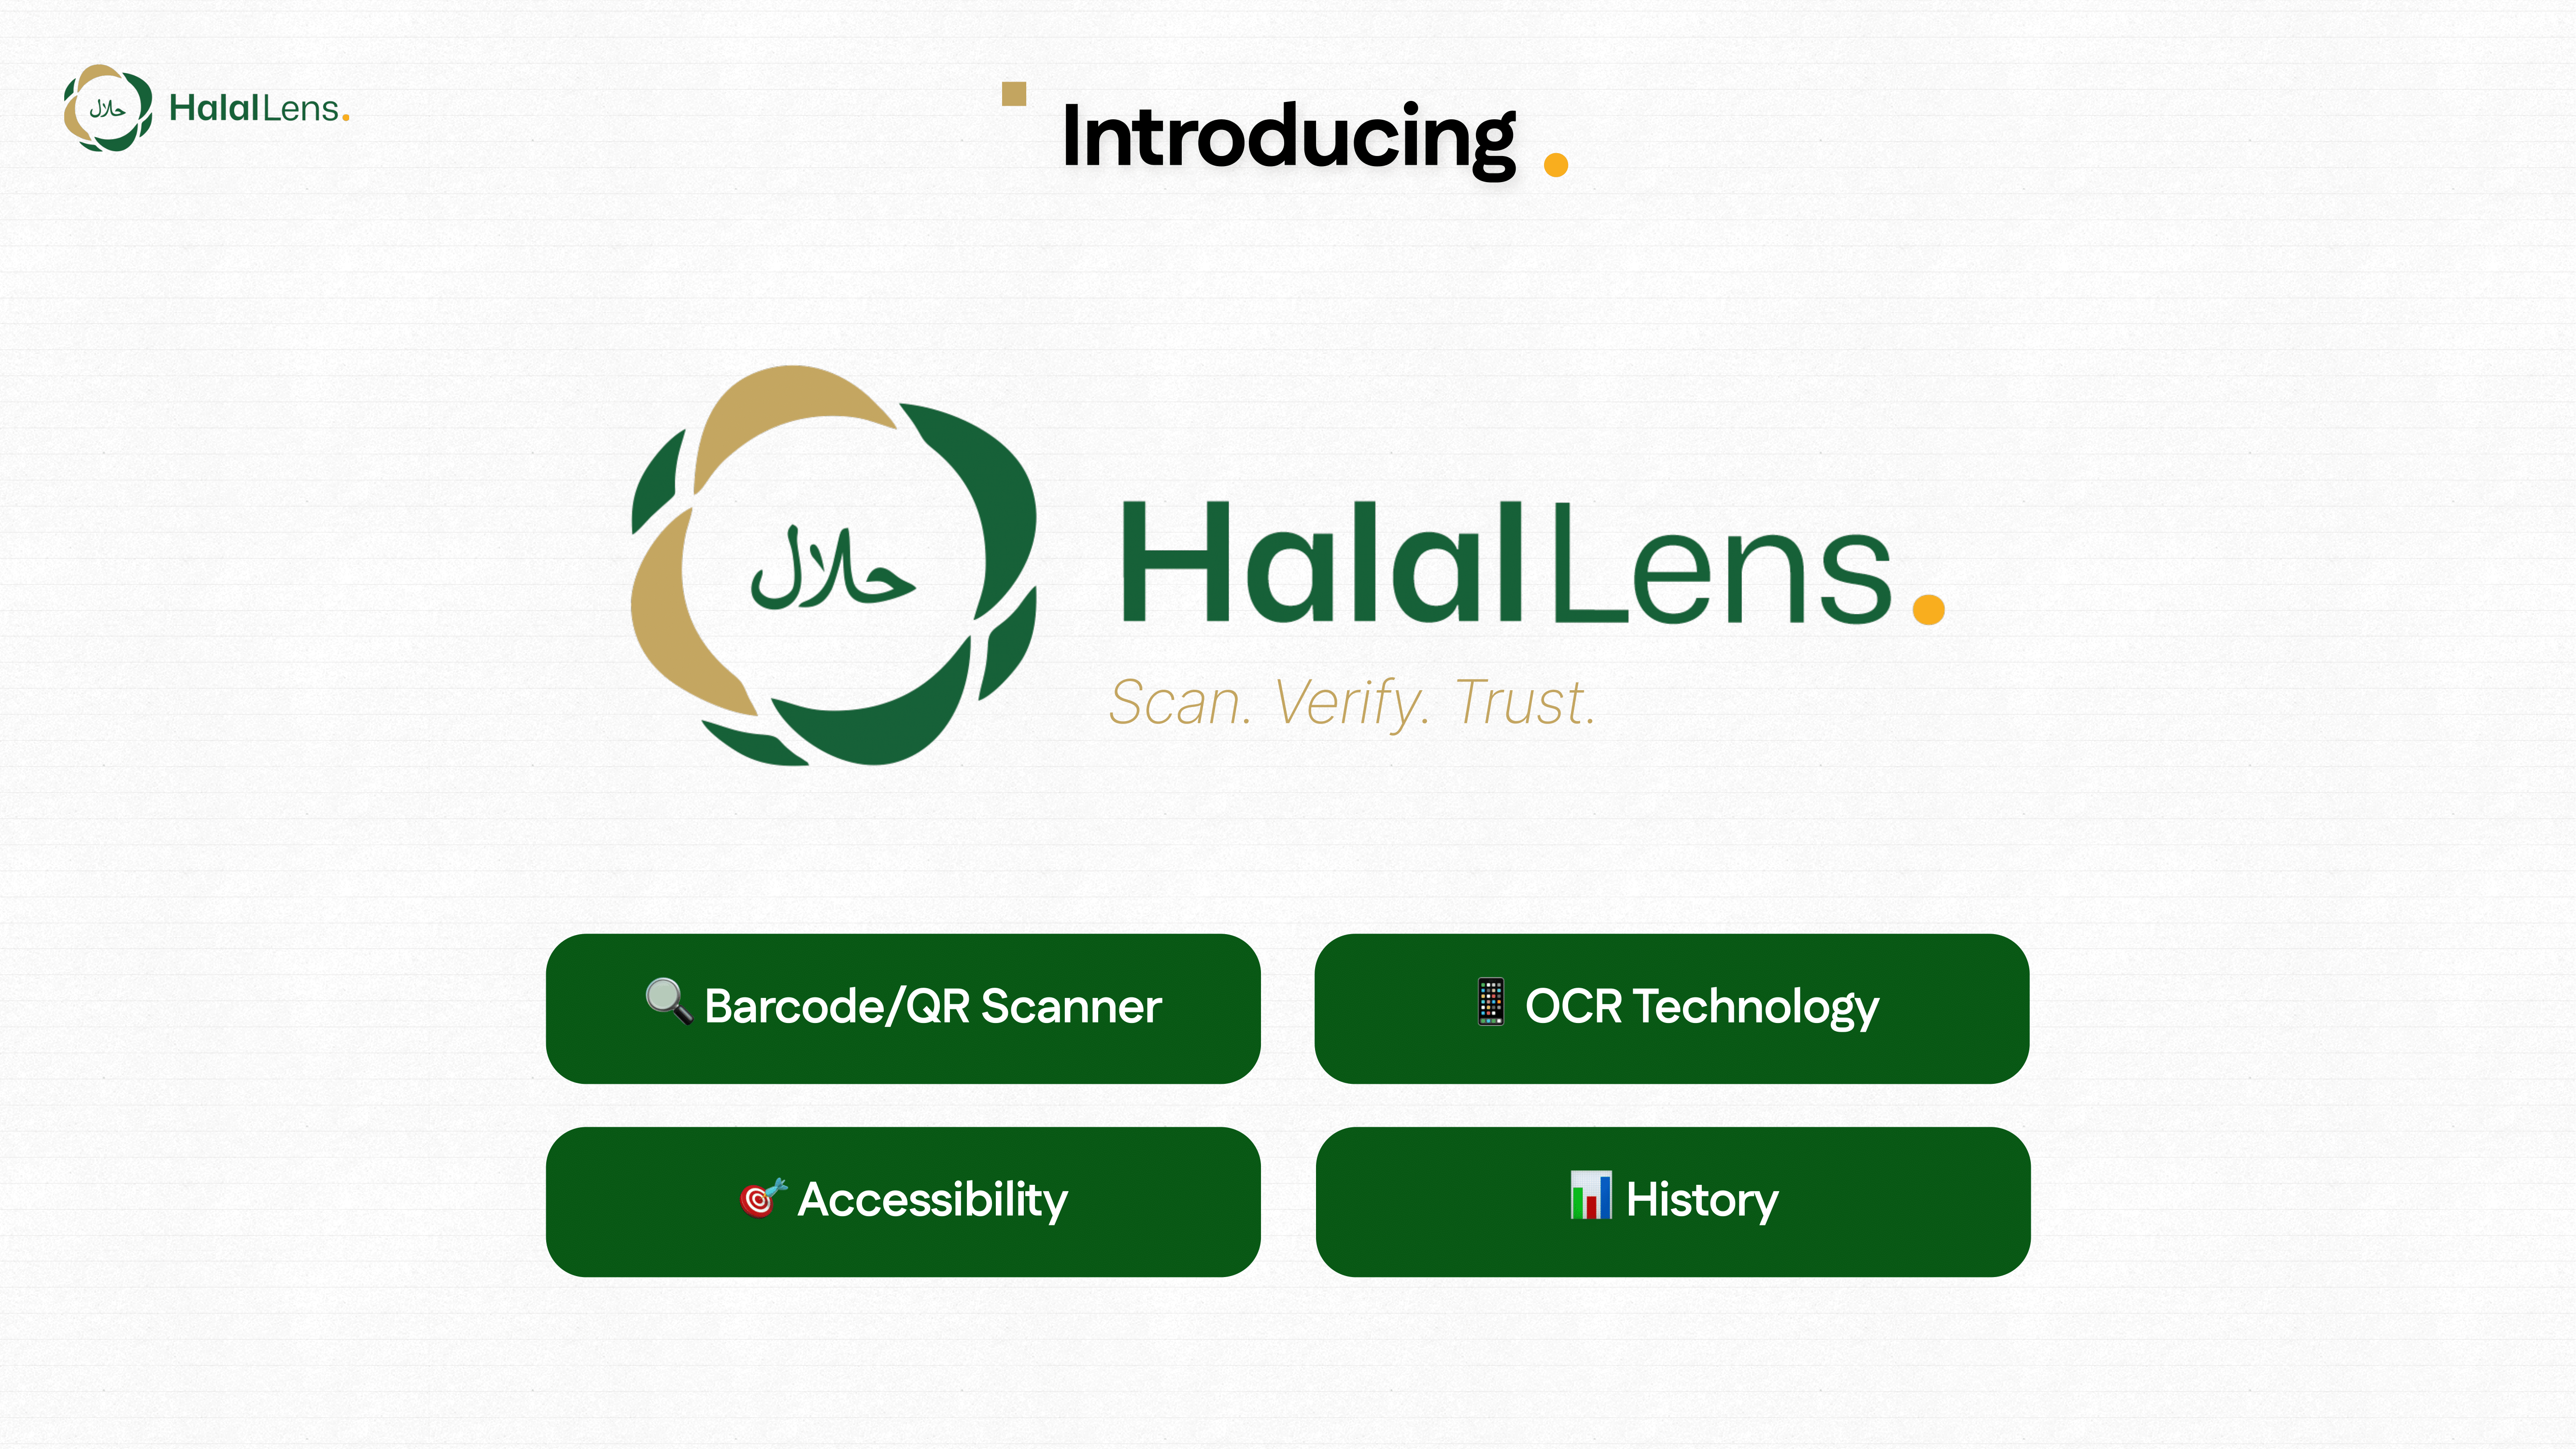 حلال
HalalLens.
Introducing .
حلال
HalalLens.
Scan. Verify. Trust.
🔍 Barcode/QR Scanner
📱 OCR Technology
🎯 Accessibility
📊 History